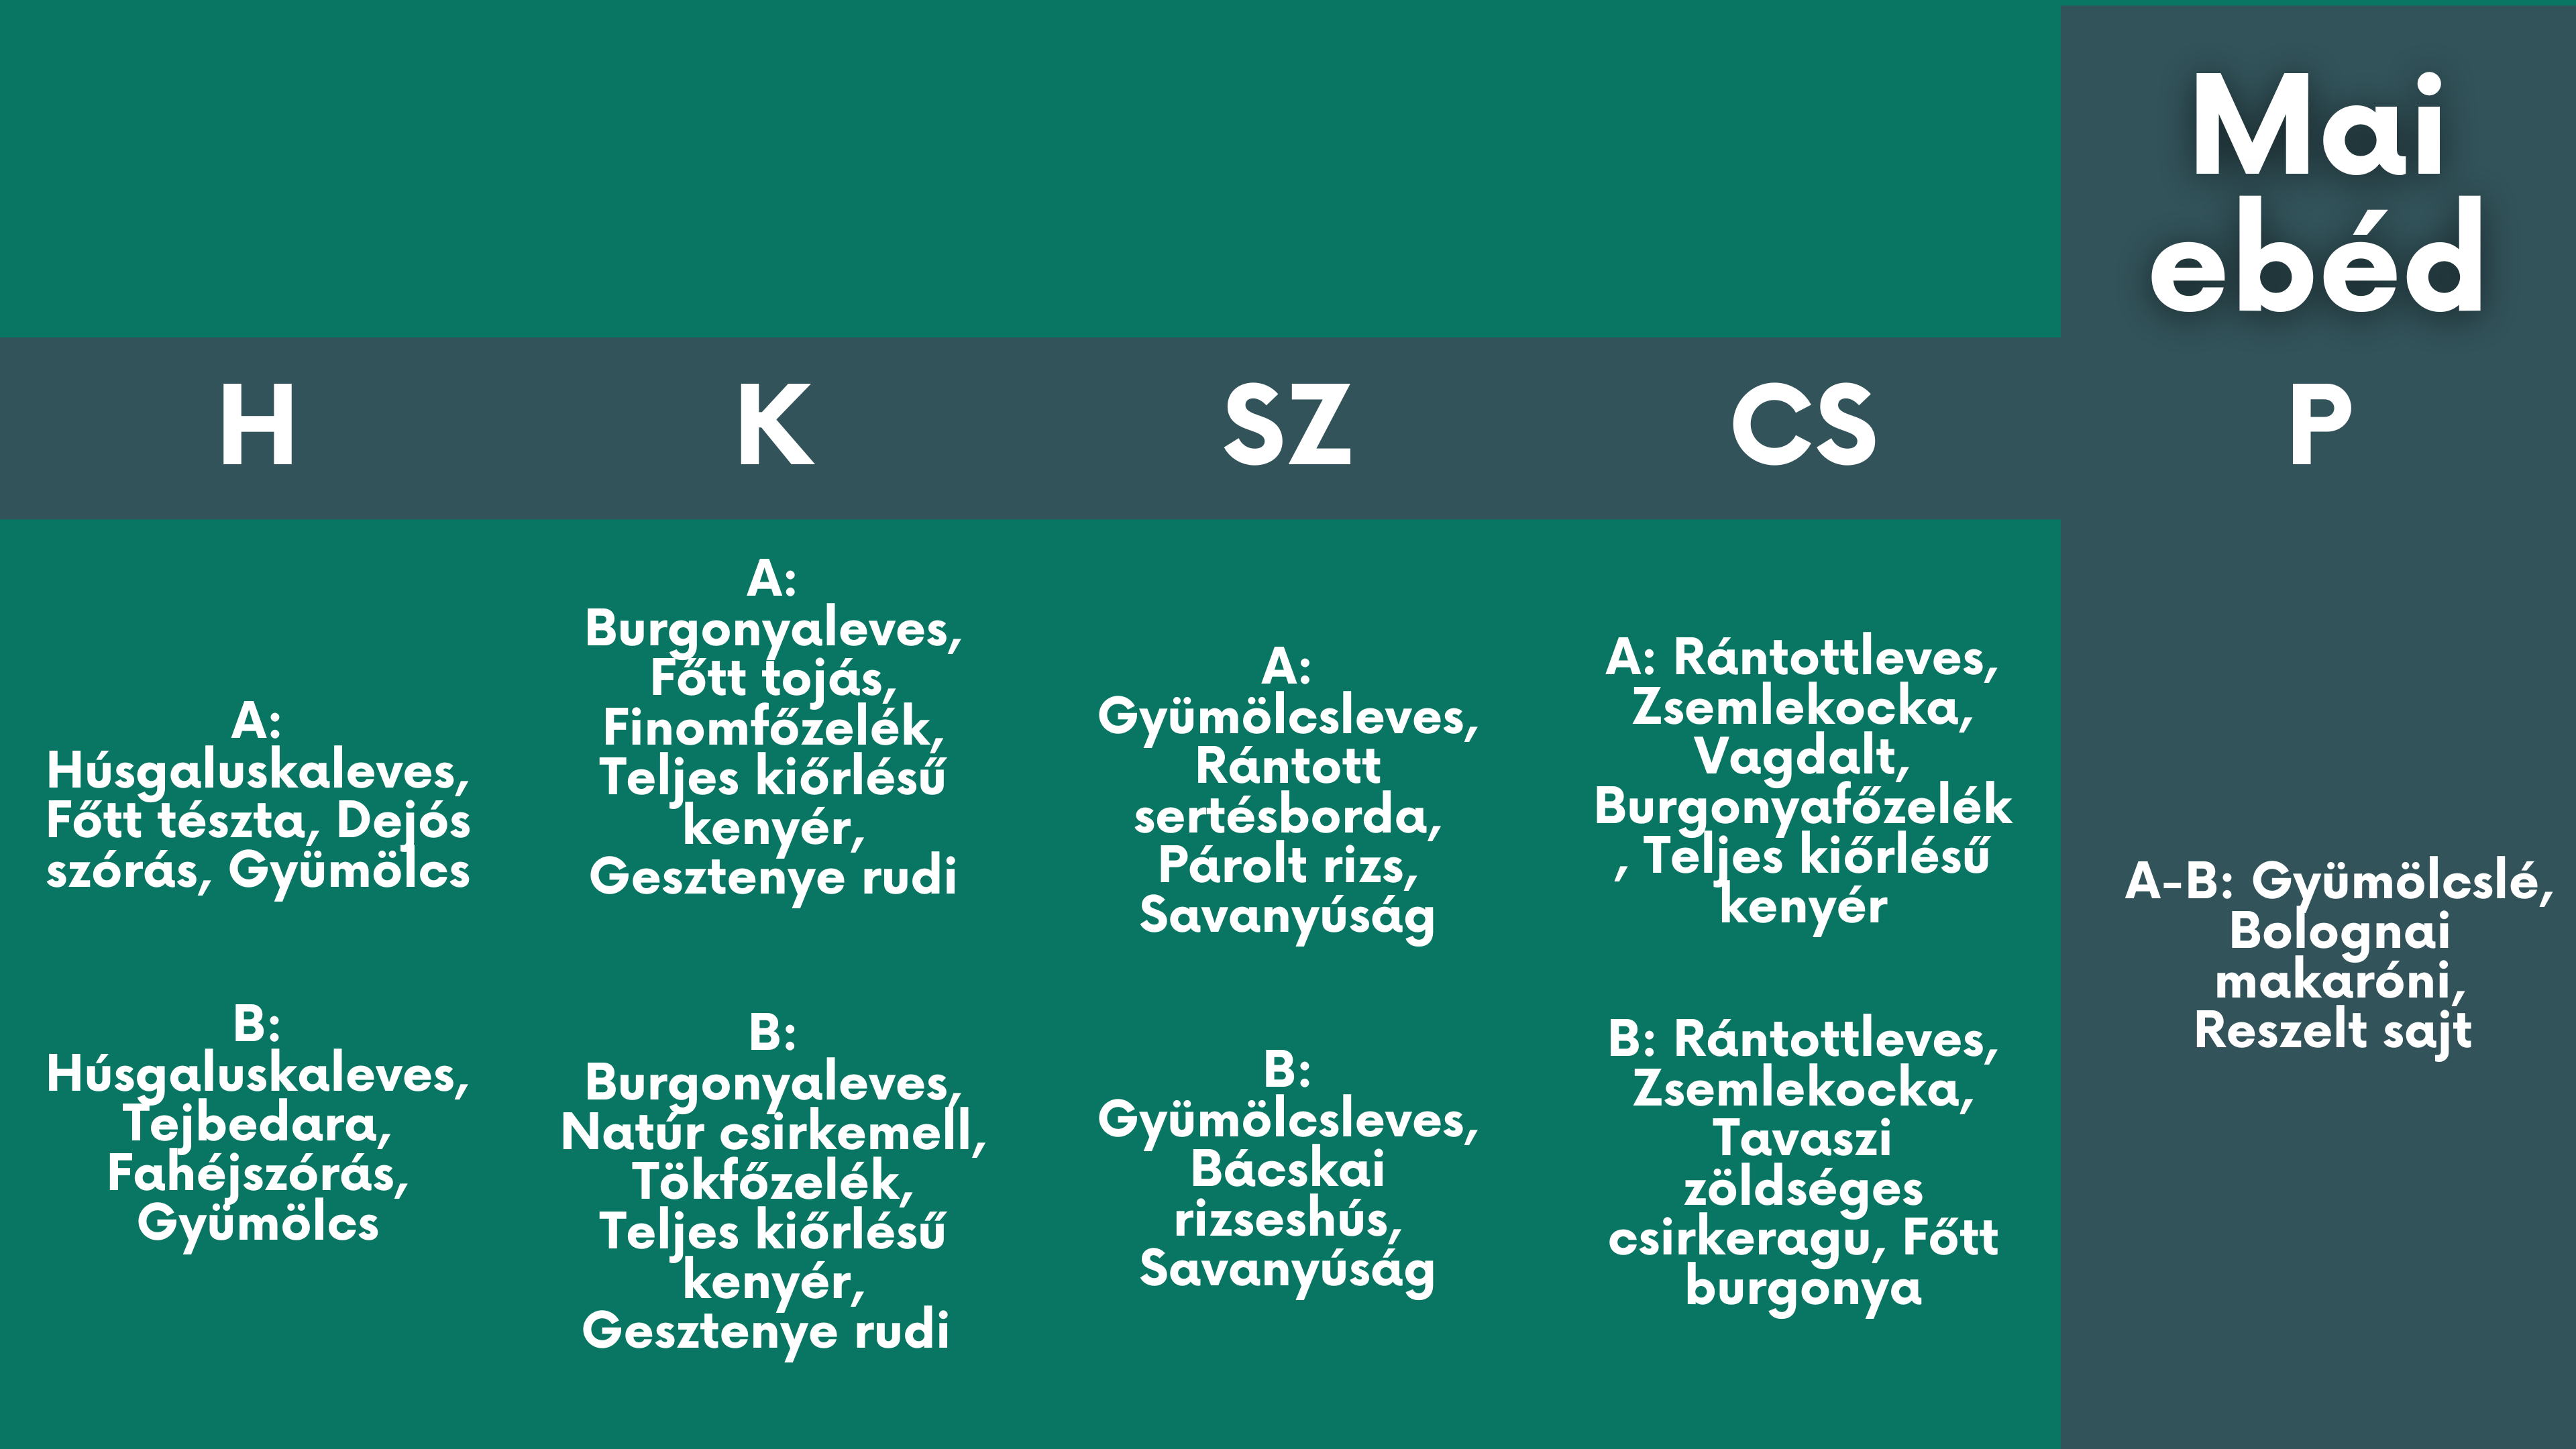 Mai
ebéd
H
K
SZ
CS
P
A:
Húsgaluskaleves,
Főtt tészta, Dejós
szórás, Gyümölcs
B:
Húsgaluskaleves,
Tejbedara,
Fahéjszórás,
Gyümölcs
A:
Burgonyaleves,
Főtt tojás,
Finomfőzelék,
Teljes kiőrlésű
kenyér,
Gesztenye rudi
B:
Burgonyaleves,
Natúr csirkemell,
Tökfőzelék,
Teljes kiőrlésű
kenyér,
Gesztenye rudi
A:
Gyümölcsleves,
Rántott
sertésborda,
Párolt rizs,
Savanyúság
B:
Gyümölcsleves,
Bácskai
rizseshús,
Savanyúság
A: Rántottleves,
Zsemlekocka,
Vagdalt,
Burgonyafőzelék
, Teljes kiőrlésű
kenyér
B: Rántottleves,
Zsemlekocka,
Tavaszi
zöldséges
csirkeragu, Főtt
burgonya
A-B: Gyümölcslé,
Bolognai
makaróni,
Reszelt sajt